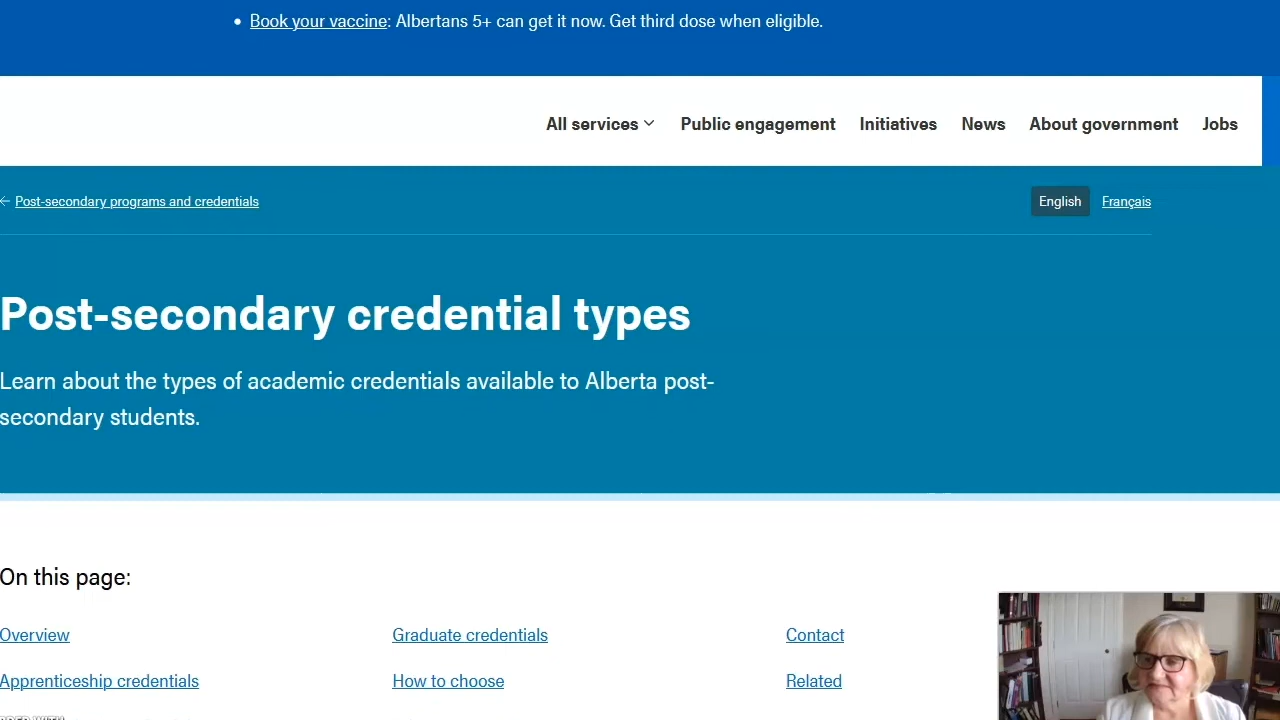 • Book your vaccine: Albertans 5+ can get it now. Get third dose when eligible.
All services Public engagement Initiatives News About government Jobs
← Post-secondary programs and credentials English Français
Post-secondary credential types
Learn about the types of academic credentials available to Alberta post-
secondary students.
On this page:
Overview Graduate credentials Contact
Apprenticeship credentials How to choose Related